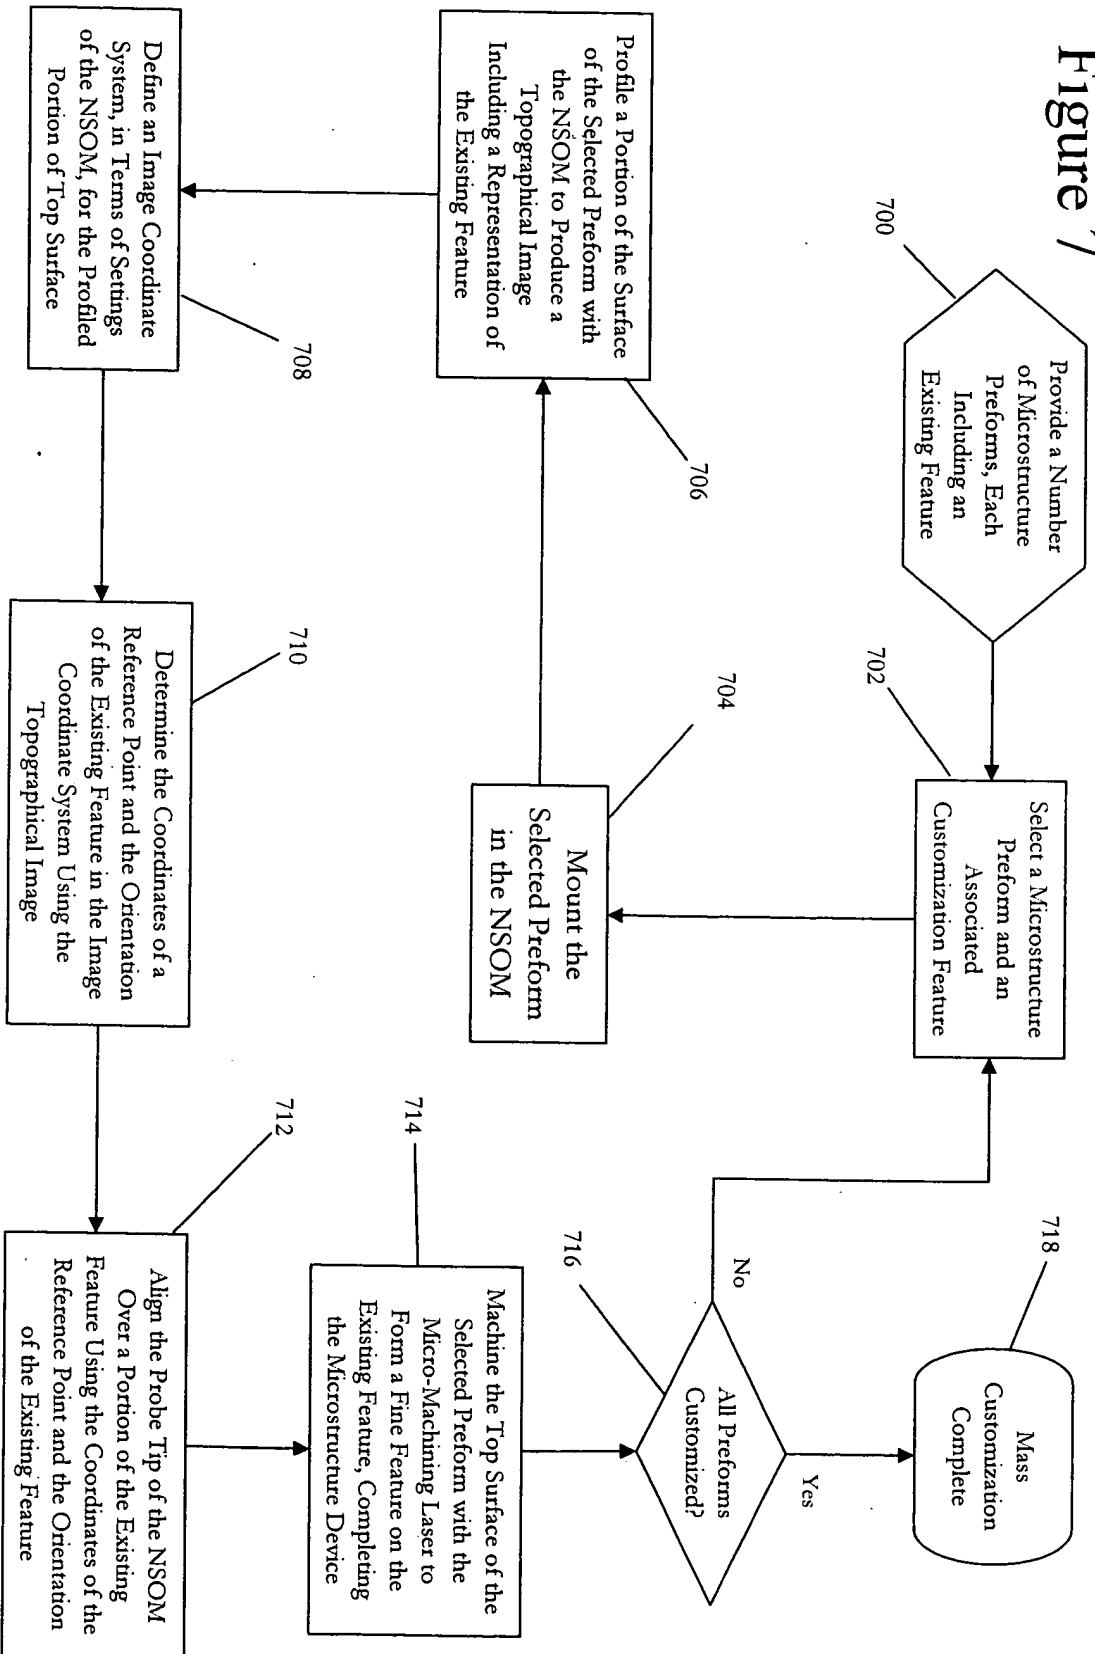 Figure 7
700
Provide a Number
of Microstructure
Preforms, Each
Including an
Existing Feature
702
Select a Microstructure
Preform and an
Associated
Customization Feature
704
Mount the
Selected Preform
in the NSOM
706
Profile a Portion of the Surface
of the Selected Preform with
the NSOM to Produce a
Topographical Image
Including a Representation of
the Existing Feature
708
Define an Image Coordinate
System, in Terms of Settings
of the NSOM, for the Profiled
Portion of Top Surface
710
Determine the Coordinates of a
Reference Point and the Orientation
of the Existing Feature in the Image
Coordinate System Using the
Topographical Image
712
Align the Probe Tip of the NSOM
Over a Portion of the Existing
Feature Using the Coordinates of the
Reference Point and the Orientation
of the Existing Feature
714
Machine the Top Surface of the
Selected Preform with the
Micro-Machining Laser to
Form a Fine Feature on the
Existing Feature, Completing
the Microstructure Device
716
All Preforms
Customized?
No
Yes
718
Mass
Customization
Complete